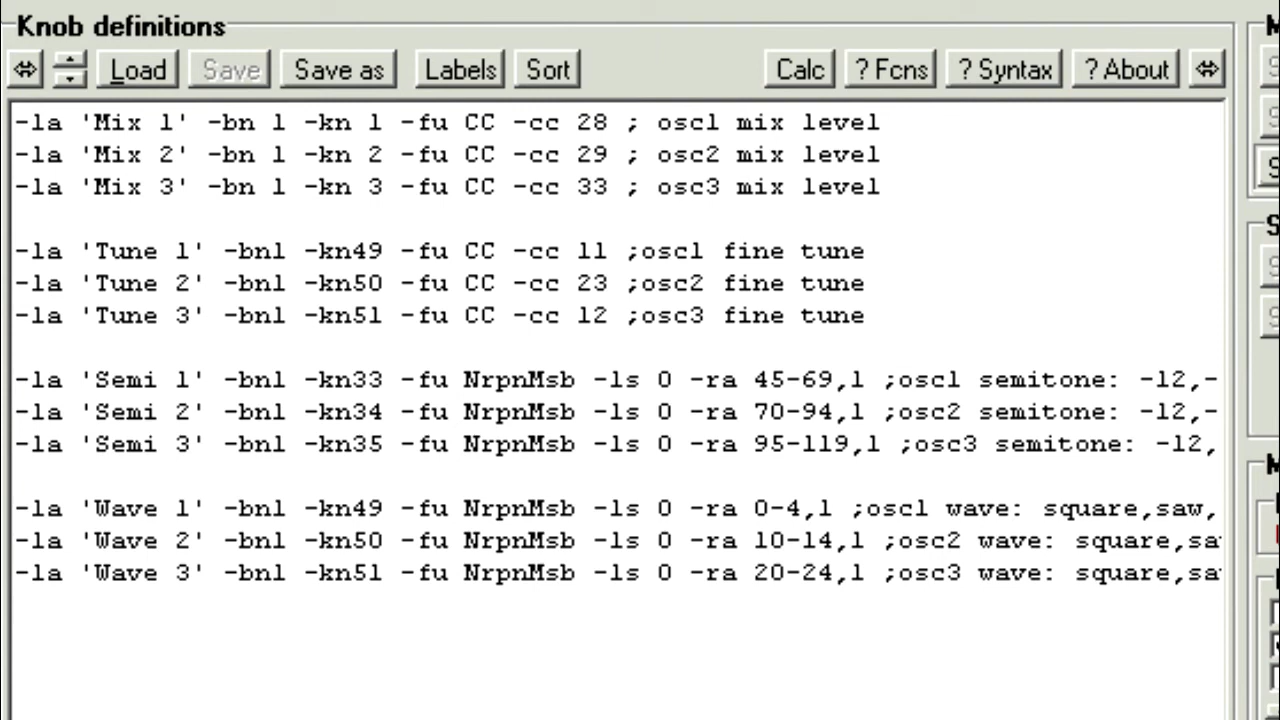 Knob definitions
Load Save Save as Labels Sort Calc ? Fcns ? Syntax ? About
-la 'Mix 1' -bn 1 -kn 1 -fu CC -cc 28 ; osc1 mix level
-la 'Mix 2' -bn 1 -kn 2 -fu CC -cc 29 ; osc2 mix level
-la 'Mix 3' -bn 1 -kn 3 -fu CC -cc 33 ; osc3 mix level
-la 'Tune 1' -bn1 -kn49 -fu CC -cc 11 ;osc1 fine tune
-la 'Tune 2' -bn1 -kn50 -fu CC -cc 23 ;osc2 fine tune
-la 'Tune 3' -bn1 -kn51 -fu CC -cc 12 ;osc3 fine tune
-la 'Semi 1' -bn1 -kn33 -fu NrpnMsb -ls 0 -ra 45-69,1 ;osc1 semitone: -12,-
-la 'Semi 2' -bn1 -kn34 -fu NrpnMsb -ls 0 -ra 70-94,1 ;osc2 semitone: -12,-
-la 'Semi 3' -bn1 -kn35 -fu NrpnMsb -ls 0 -ra 95-119,1 ;osc3 semitone: -12,
-la 'Wave 1' -bn1 -kn49 -fu NrpnMsb -ls 0 -ra 0-4,1 ;osc1 wave: square,saw,
-la 'Wave 2' -bn1 -kn50 -fu NrpnMsb -ls 0 -ra 10-14,1 ;osc2 wave: square,sa
-la 'Wave 3' -bn1 -kn51 -fu NrpnMsb -ls 0 -ra 20-24,1 ;osc3 wave: square,sa